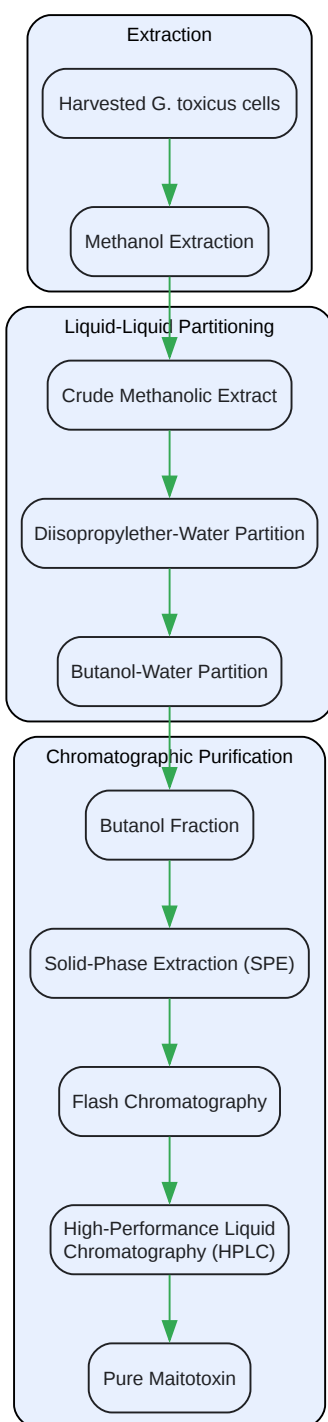 Extraction
Harvested G. toxicus cells
Methanol Extraction
Liquid-Liquid Partitioning
Crude Methanolic Extract
Diisopropylether-Water Partition
Butanol-Water Partition
Chromatographic Purification
Butanol Fraction
Solid-Phase Extraction (SPE)
Flash Chromatography
High-Performance Liquid
Chromatography (HPLC)
Pure Maitotoxin